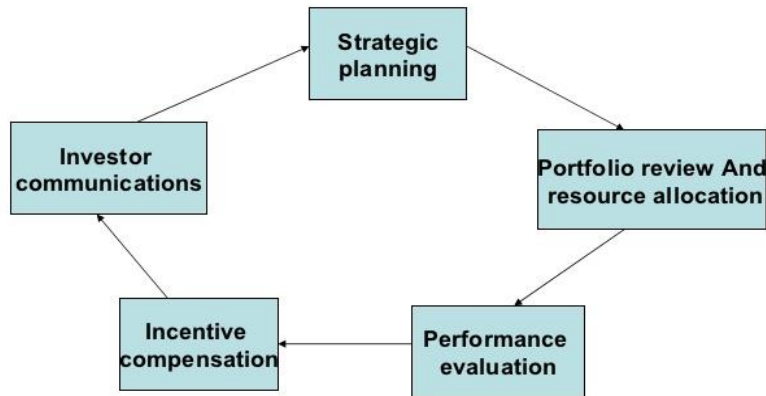 Strategic
planning
Portfolio review And
resource allocation
Performance
evaluation
Incentive
compensation
Investor
communications